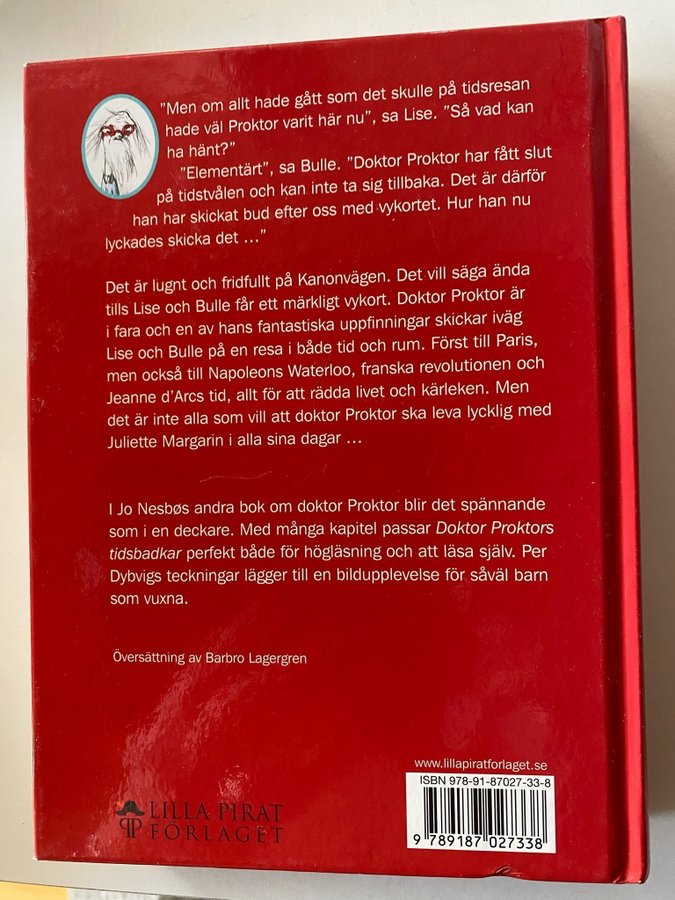 ”Men om allt hade gått som det skulle på tidsresan
hade väl Proktor varit här nu”, sa Lise. ”Så vad kan
ha hänt?”
”Elementärt”, sa Bulle. ”Doktor Proktor har fått slut
på tidstvålen och kan inte ta sig tillbaka. Det är därför
han har skickat bud efter oss med vykortet. Hur han nu
lyckades skicka det …”
Det är lugnt och fridfullt på Kanonvägen. Det vill säga ända
tills Lise och Bulle får ett märkligt vykort. Doktor Proktor är
i fara och en av hans fantastiska uppfinningar skickar iväg
Lise och Bulle på en resa i både tid och rum. Först till Paris,
men också till Napoleons Waterloo, franska revolutionen och
Jeanne d’Arcs tid, allt för att rädda livet och kärleken. Men
det är inte alla som vill att doktor Proktor ska leva lycklig med
Juliette Margarin i alla sina dagar …
I Jo Nesbøs andra bok om doktor Proktor blir det spännande
som i en deckare. Med många kapitel passar Doktor Proktors
tidsbadkar perfekt både för högläsning och att läsa själv. Per
Dybvigs teckningar lägger till en bildupplevelse för såväl barn
som vuxna.
Översättning av Barbro Lagergren
www.lillapiratforlaget.se
ISBN 978-91-87027-33-8
9 789187 027338
LILLA PIRAT
FÖRLAGET